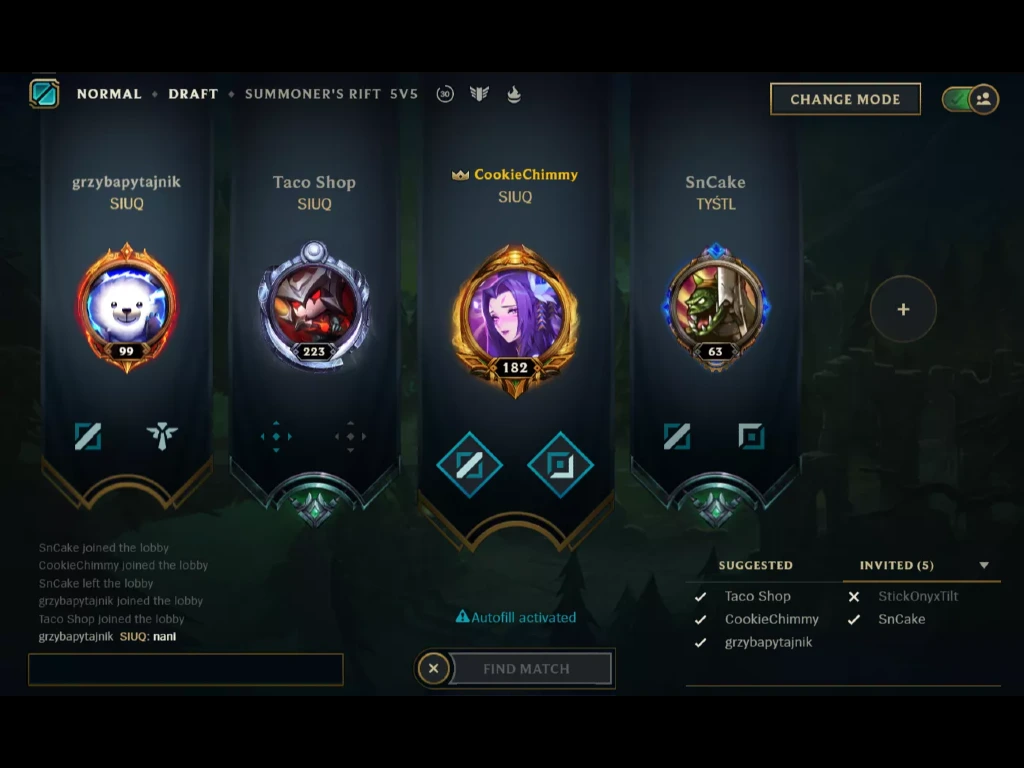 NORMAL • DRAFT • SUMMONER'S RIFT 5V5 30
CHANGE MODE
grzybapytajnik
SIUQ
99
Taco Shop
SIUQ
223
CookieChimmy
SIUQ
182
SnCake
TYŚTL
63
+
SnCake joined the lobby
CookieChimmy joined the lobby
SnCake left the lobby
grzybapytajnik joined the lobby
Taco Shop joined the lobby
grzybapytajnik SIUQ: nani
Autofill activated
FIND MATCH
SUGGESTED
Taco Shop
CookieChimmy
grzybapytajnik
INVITED (5)
StickOnyxTilt
SnCake